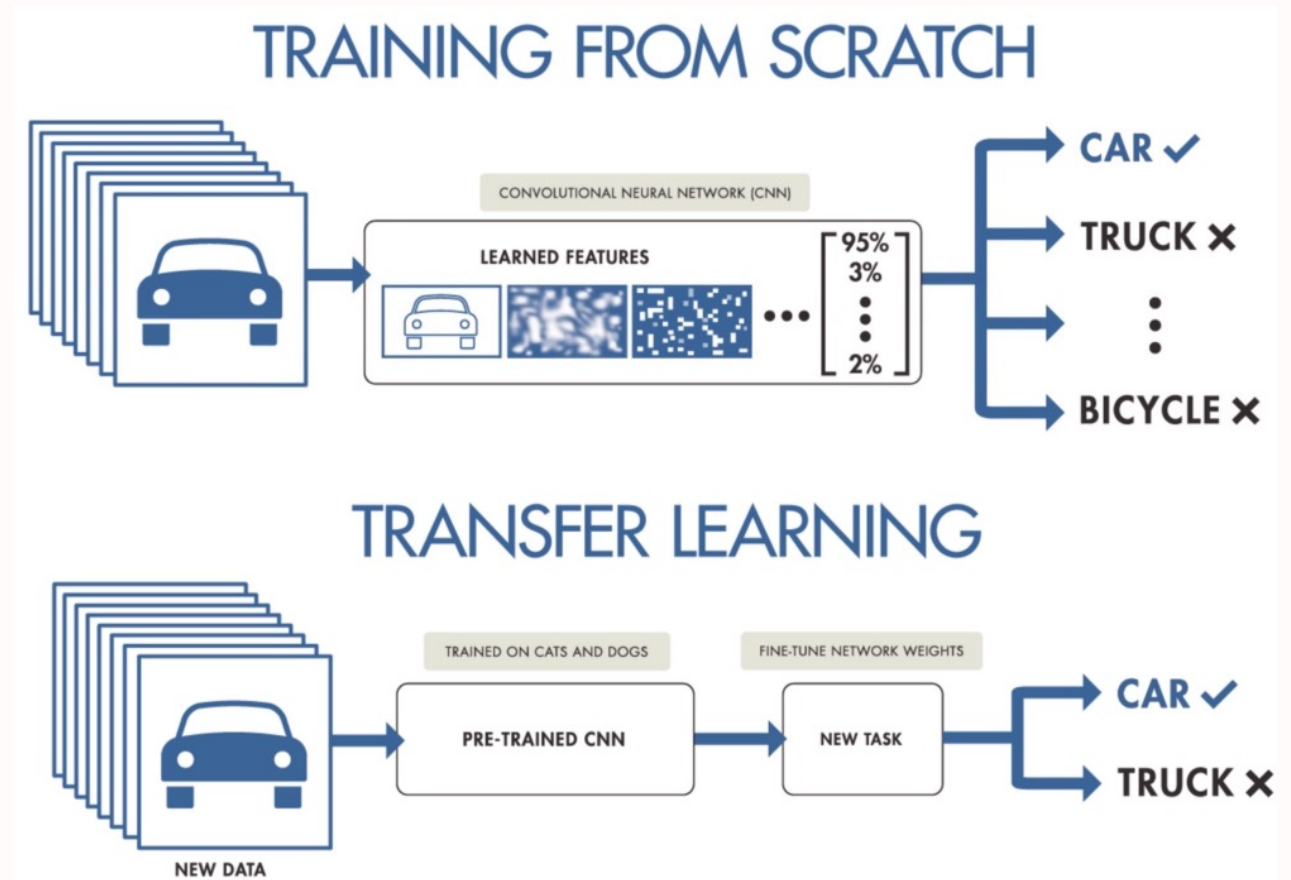 TRAINING FROM SCRATCH
CONVOLUTIONAL NEURAL NETWORK (CNN)
LEARNED FEATURES
95%
3%
2%
CAR ✓
TRUCK ×
BICYCLE ×
TRANSFER LEARNING
TRAINED ON CATS AND DOGS
FINE-TUNE NETWORK WEIGHTS
PRE-TRAINED CNN
NEW TASK
CAR ✓
TRUCK ×
NEW DATA